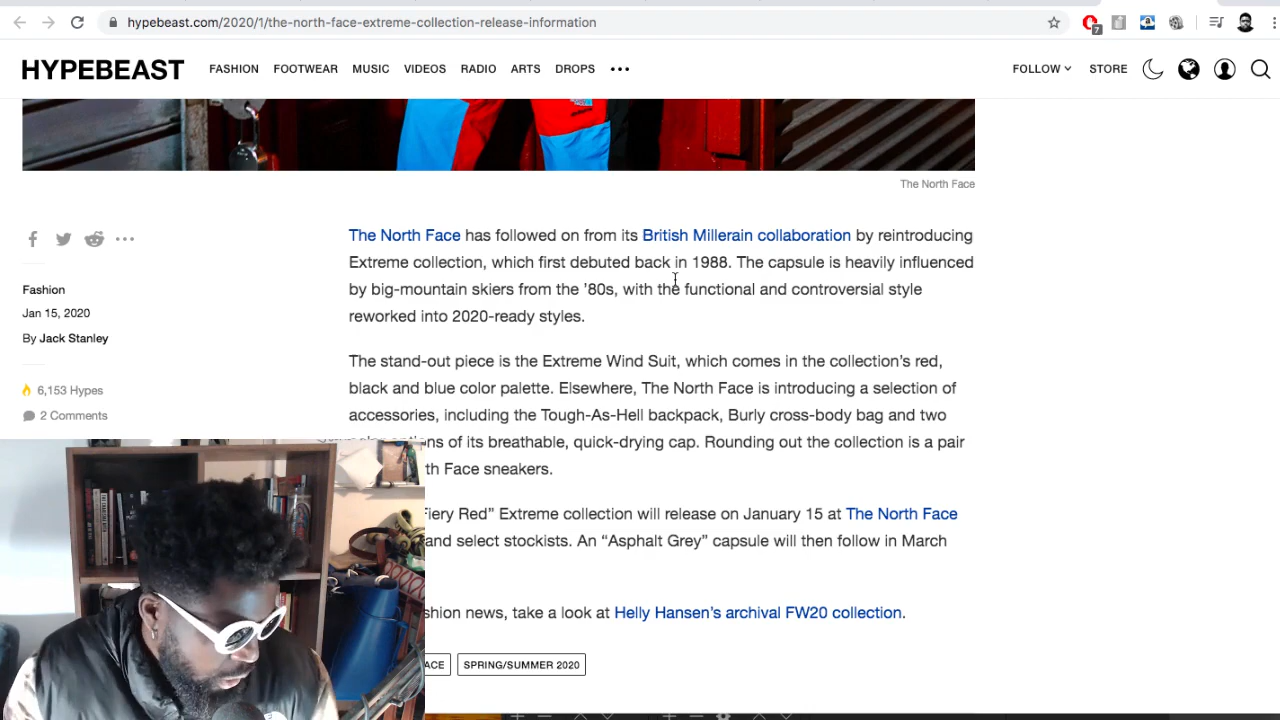 hypebeast.com/2020/1/the-north-face-extreme-collection-release-information
7
HYPEBEAST
FASHION FOOTWEAR MUSIC VIDEOS RADIO ARTS DROPS •••
FOLLOW STORE
The North Face
The North Face has followed on from its British Millerain collaboration by reintroducing
Extreme collection, which first debuted back in 1988. The capsule is heavily influenced
by big-mountain skiers from the ’80s, with the functional and controversial style
reworked into 2020-ready styles.
Fashion
Jan 15, 2020
By Jack Stanley
6,153 Hypes
2 Comments
The stand-out piece is the Extreme Wind Suit, which comes in the collection’s red,
black and blue color palette. Elsewhere, The North Face is introducing a selection of
accessories, including the Tough-As-Hell backpack, Burly cross-body bag and two
of its breathable, quick-drying cap. Rounding out the collection is a pair
Face sneakers.
Fiery Red” Extreme collection will release on January 15 at The North Face
and select stockists. An “Asphalt Grey” capsule will then follow in March
news, take a look at Helly Hansen’s archival FW20 collection.
SPRING/SUMMER 2020